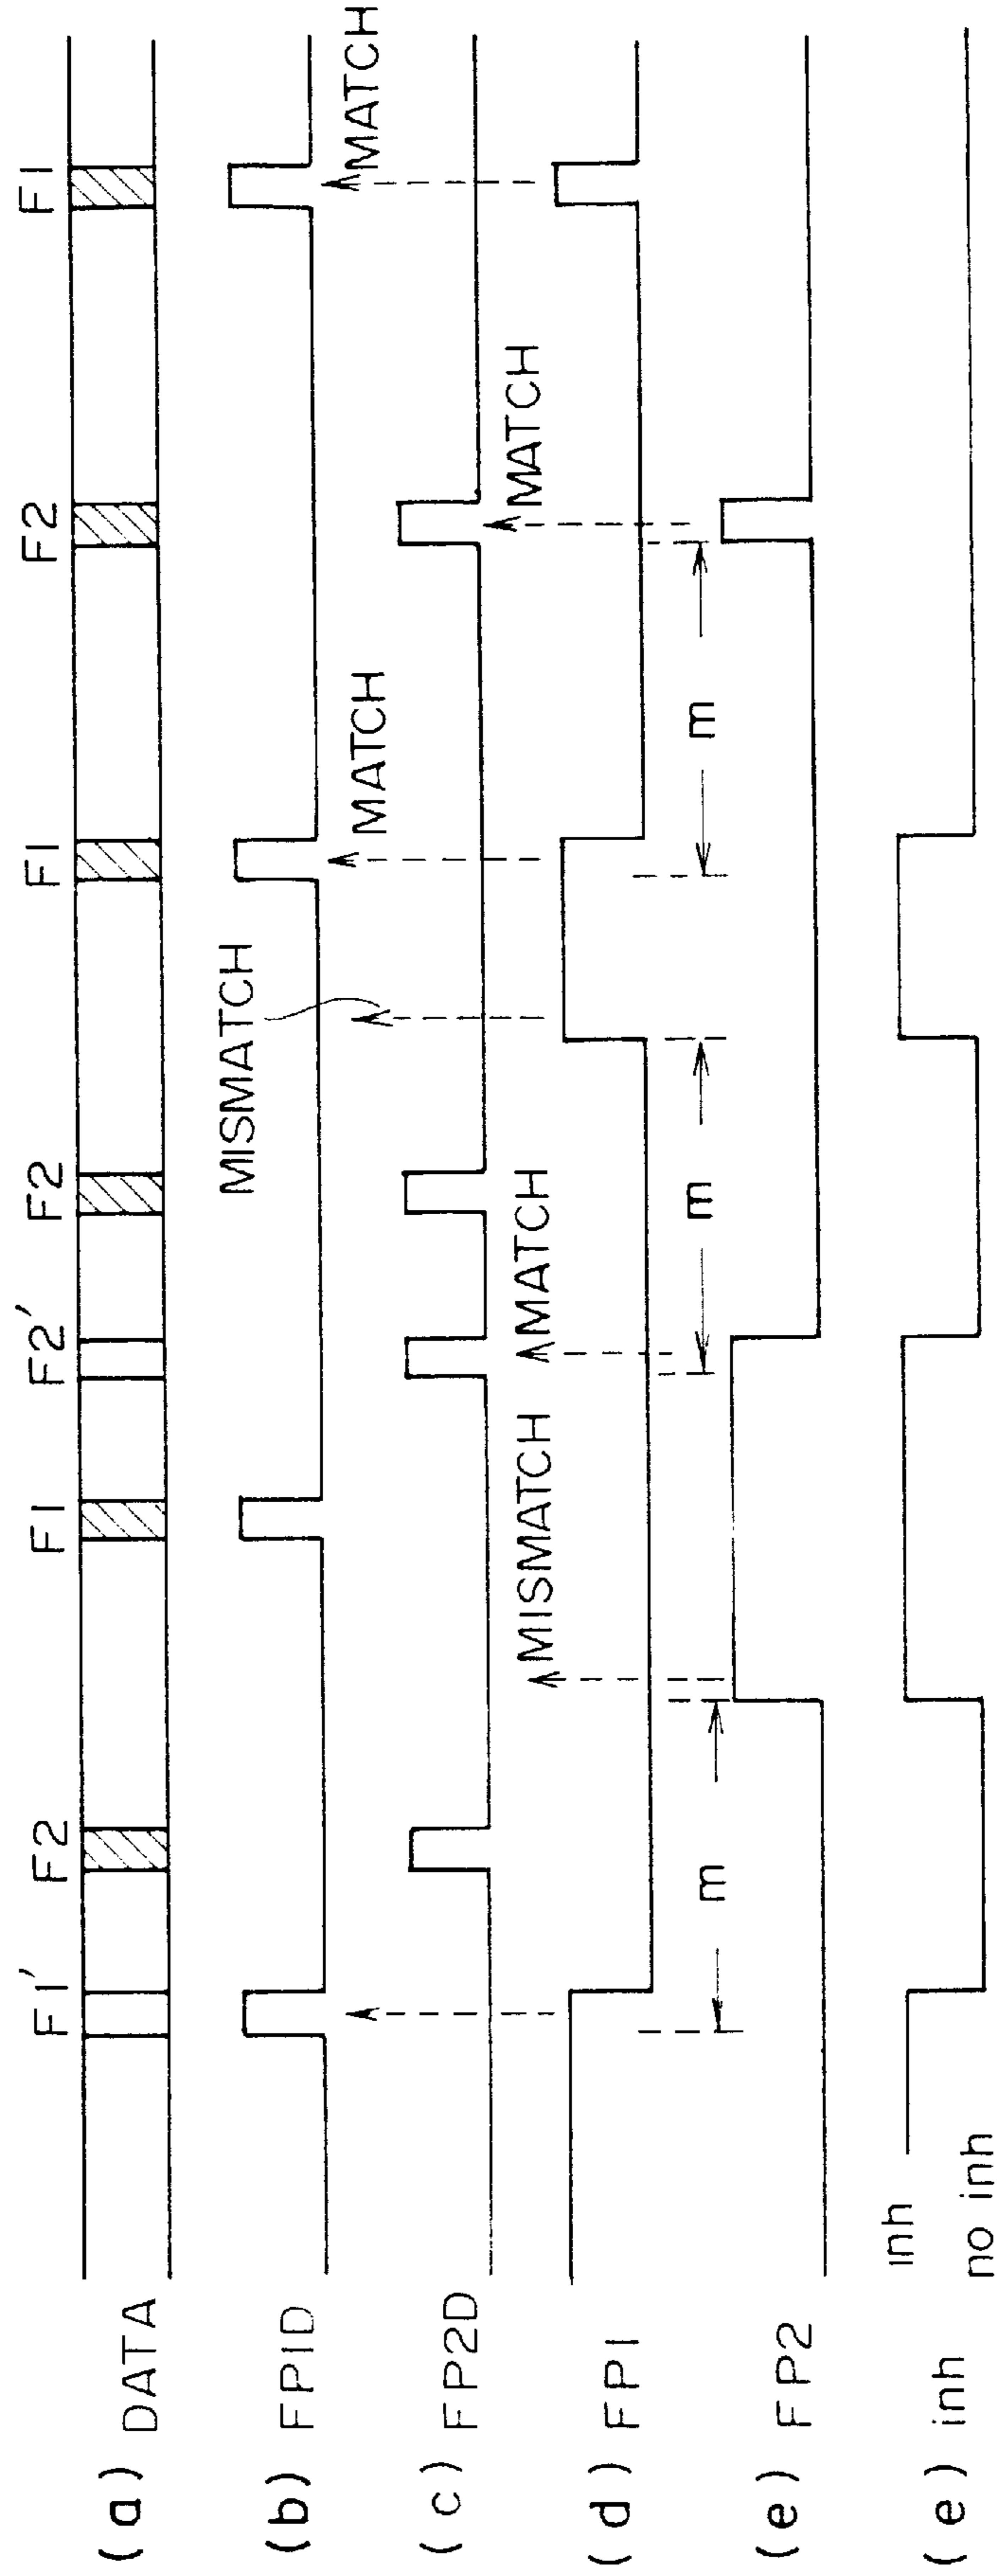 (a) DATA F1' F2 F1 F2' F2 F1 F2 F1
(b) FP1D MISMATCH MATCH MATCH
(c) FP2D MISMATCH MATCH MATCH
(d) FP1
m m m
(e) FP2
(e) inh inh
no inh